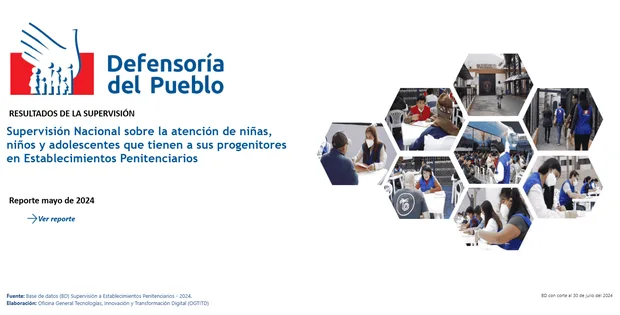 Defensoría
del Pueblo
RESULTADOS DE LA SUPERVISIÓN
Supervisión Nacional sobre la atención de niñas,
niños y adolescentes que tienen a sus progenitores
en Establecimientos Penitenciarios
Reporte mayo de 2024
Ver reporte
Fuente: Base de datos (BD) Supervisión a Establecimientos Penitenciarios - 2024.
Elaboración: Oficina General Tecnologías, Innovación y Transformación Digital (OGTITD)
BD con corte al 30 de junio del 2024